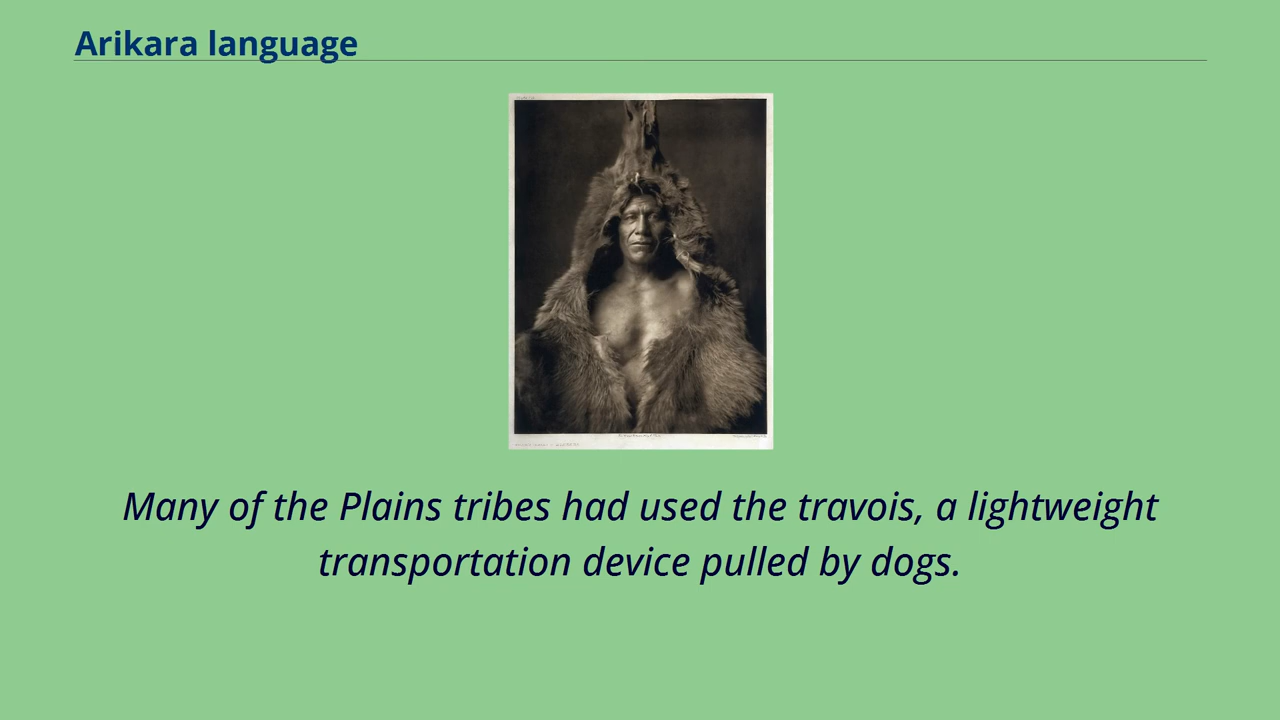 Arikara language
Many of the Plains tribes had used the travois, a lightweight
transportation device pulled by dogs.